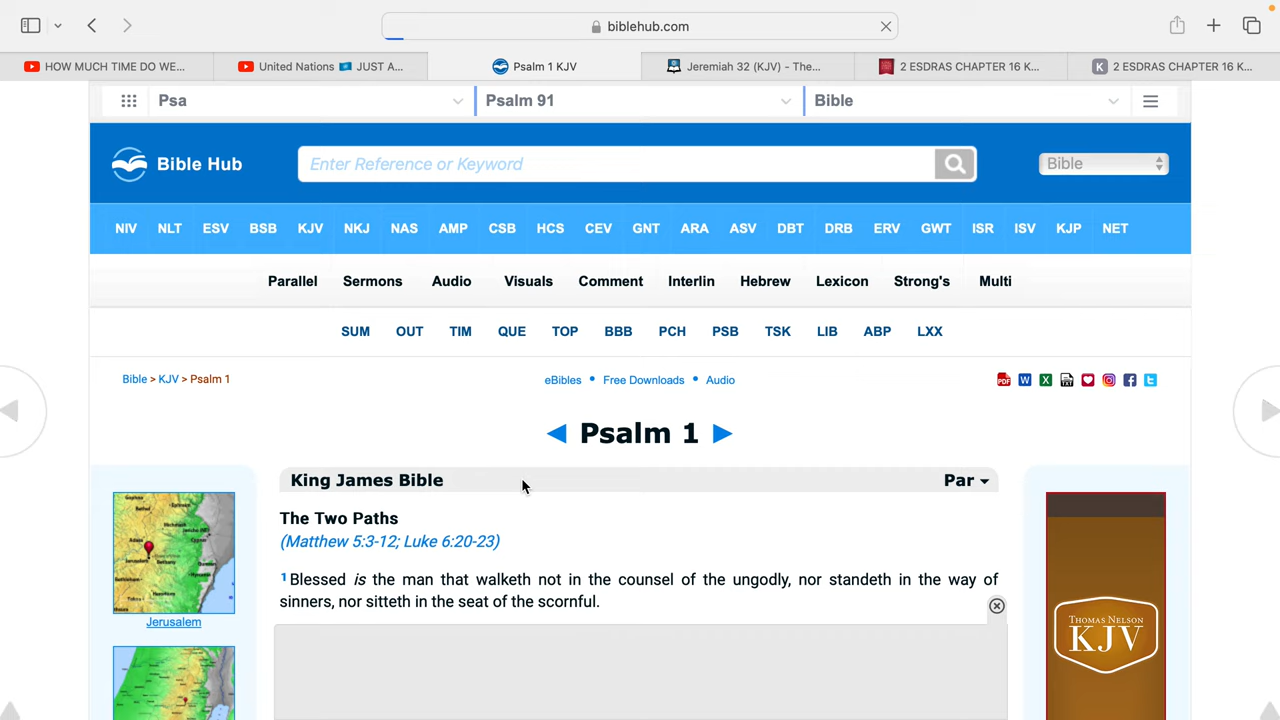 biblehub.com
HOW MUCH TIME DO WE...
United Nations 🇰🇿 JUST A...
Psalm 1 KJV
Jeremiah 32 (KJV) - The...
2 ESDRAS CHAPTER 16 K...
K 2 ESDRAS CHAPTER 16 K...
Psa Psalm 91 Bible
Bible Hub Enter Reference or Keyword Bible
NIV NLT ESV BSB KJV NKJ NAS AMP CSB HCS CEV GNT ARA ASV DBT DRB ERV GWT ISR ISV KJP NET
Parallel Sermons Audio Visuals Comment Interlin Hebrew Lexicon Strong's Multi
SUM OUT TIM QUE TOP BBB PCH PSB TSK LIB ABP LXX
Bible > KJV > Psalm 1 eBibles • Free Downloads • Audio
◄ Psalm 1 ►
King James Bible Par
The Two Paths
(Matthew 5:3-12; Luke 6:20-23)
1Blessed is the man that walketh not in the counsel of the ungodly, nor standeth in the way of
sinners, nor sitteth in the seat of the scornful.
Jerusalem
THOMAS NELSON
KJV